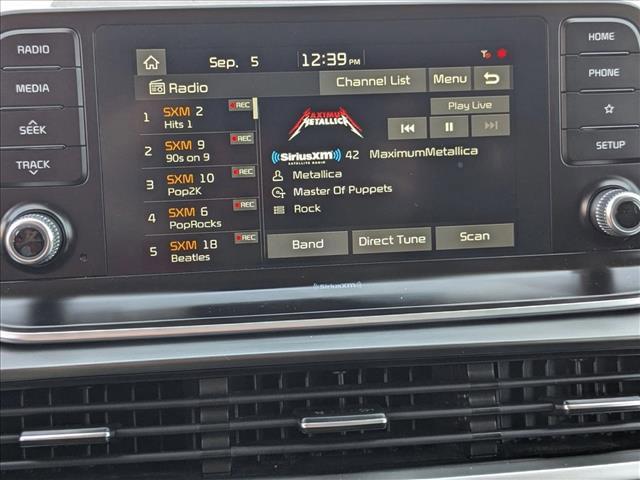 RADIO
MEDIA
SEEK
TRACK
Sep. 5 12:39 PM
Radio Channel List Menu
1 SXM 2 REC
Hits 1
2 SXM 9 REC
90s on 9
3 SXM 10 REC
Pop2K
4 SXM 6 REC
PopRocks
5 SXM 18 REC
Beatles
MAXIMUM
METALLICA
Play Live
SiriusXM 42 MaximumMetallica
SATELLITE RADIO
Metallica
Master Of Puppets
Rock
Band Direct Tune Scan
HOME
PHONE
SETUP
SiriusXM